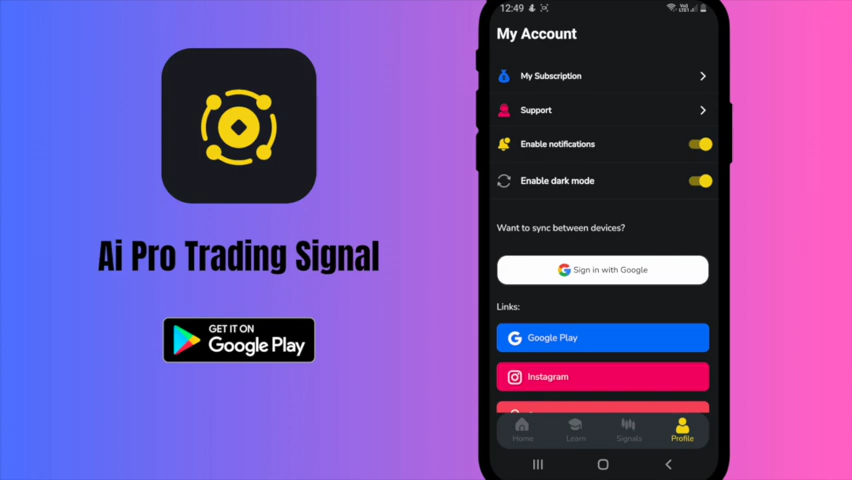 Ai Pro Trading Signal
GET IT ON
Google Play
12:49
My Account
My Subscription
Support
Enable notifications
Enable dark mode
Want to sync between devices?
Sign in with Google
Links:
Google Play
Instagram
Home
Learn
Signals
Profile